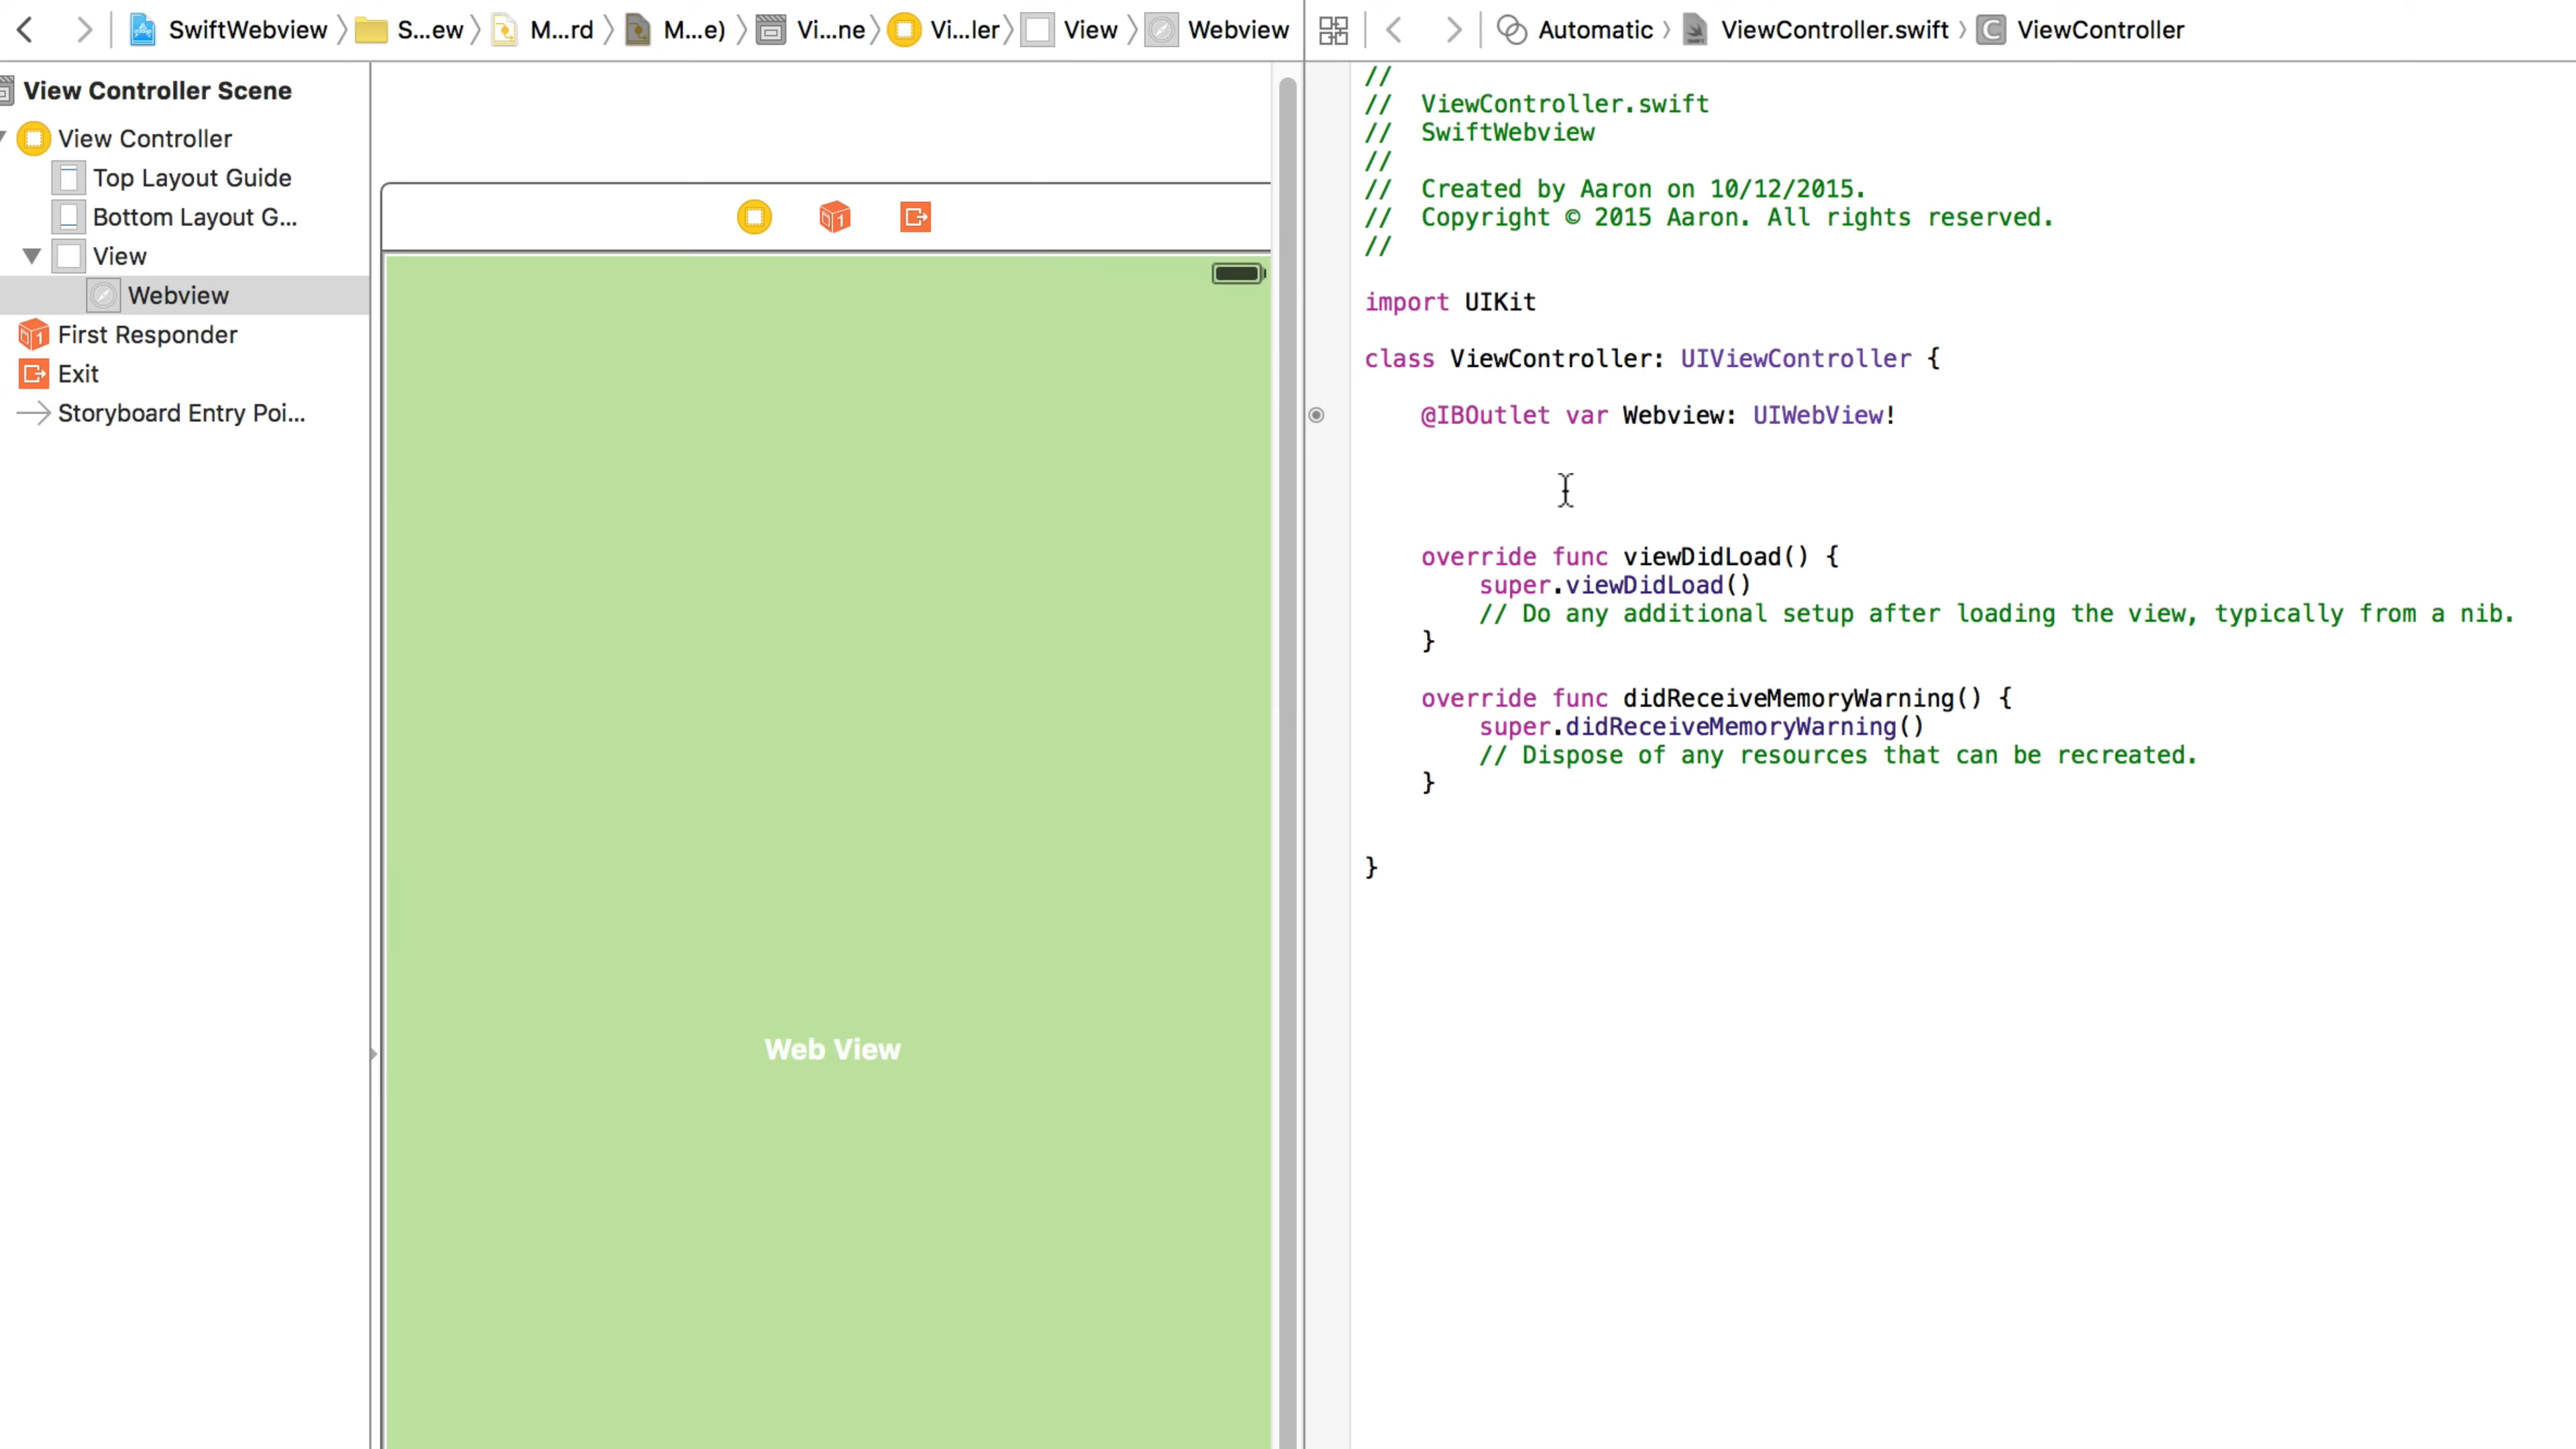 SwiftWebview S...ew M...rd M...e) Vi...ne Vi...ler View Webview
Automatic ViewController.swift C ViewController
View Controller Scene
View Controller
Top Layout Guide
Bottom Layout G...
View
Webview
1 First Responder
Exit
Storyboard Entry Poi...
1
Web View
//
// ViewController.swift
// SwiftWebview
//
// Created by Aaron on 10/12/2015.
// Copyright © 2015 Aaron. All rights reserved.
//
import UIKit
class ViewController: UIViewController {
@IBOutlet var Webview: UIWebView!
override func viewDidLoad() {
super.viewDidLoad()
// Do any additional setup after loading the view, typically from a nib.
}
override func didReceiveMemoryWarning() {
super.didReceiveMemoryWarning()
// Dispose of any resources that can be recreated.
}
}